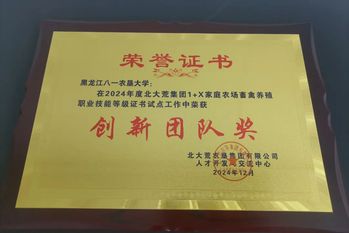 荣誉证书
黑龙江八一农垦大学：
在2024年度北大荒集团1+X家庭农场畜禽养殖
职业技能等级证书试点工作中荣获
创新团队奖
北大荒农垦集团有限公司
人才开发与交流中心
2024年12月